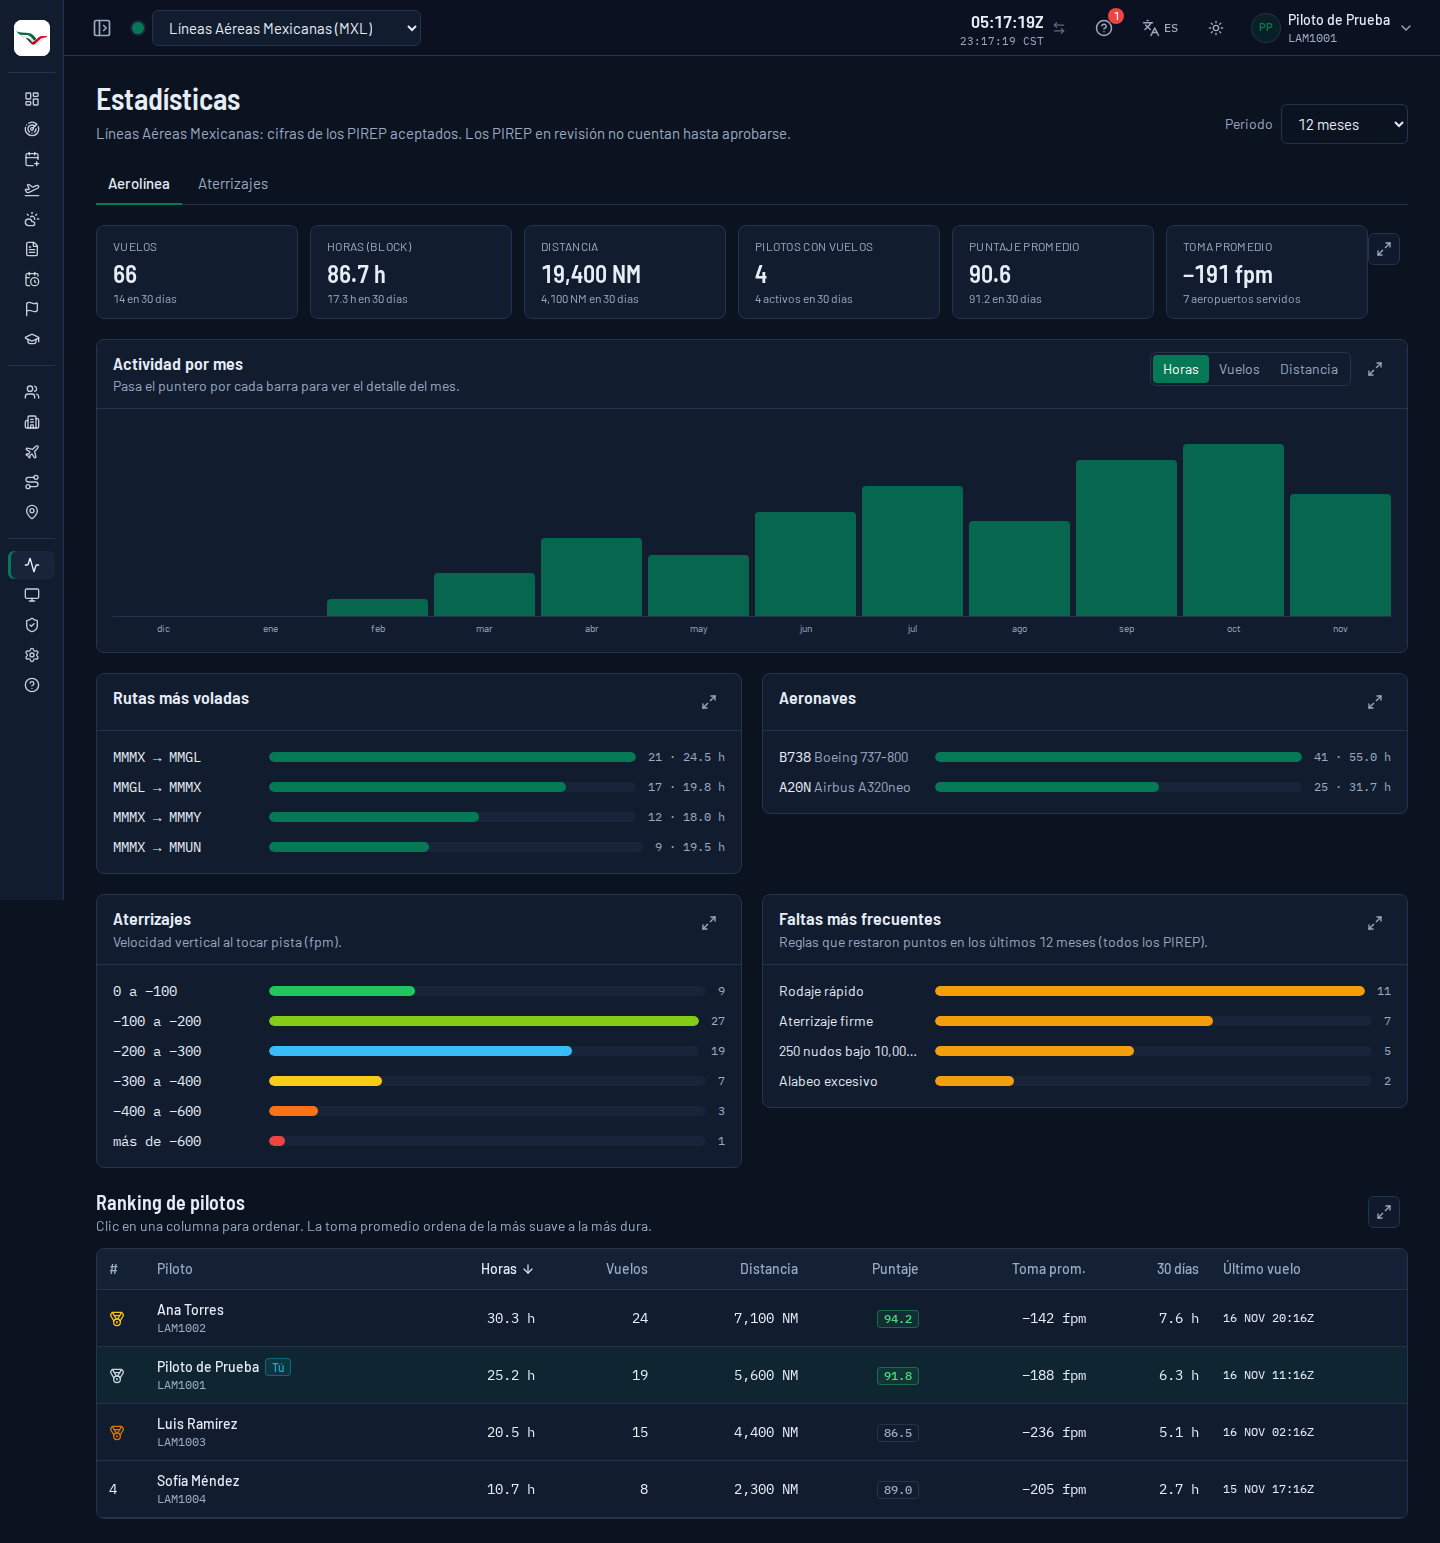 Líneas Aéreas Mexicanas (MXL)
05:17:19Z
23:17:19 CST
1
ES
PP
Piloto de Prueba
LAM1001
Estadísticas
Líneas Aéreas Mexicanas: cifras de los PIREP aceptados. Los PIREP en revisión no cuentan hasta aprobarse.
Periodo
12 meses
Aerolínea
Aterrizajes
VUELOS
66
14 en 30 días
HORAS (BLOCK)
86.7 h
17.3 h en 30 días
DISTANCIA
19,400 NM
4,100 NM en 30 días
PILOTOS CON VUELOS
4
4 activos en 30 días
PUNTAJE PROMEDIO
90.6
91.2 en 30 días
TOMA PROMEDIO
−191 fpm
7 aeropuertos servidos
Actividad por mes
Pasa el puntero por cada barra para ver el detalle del mes.
Horas Vuelos Distancia
dic ene feb mar abr may jun jul ago sep oct nov
Rutas más voladas
MMMX → MMGL 21 · 24.5 h
MMGL → MMMX 17 · 19.8 h
MMMX → MMMY 12 · 18.0 h
MMMX → MMUN 9 · 19.5 h
Aeronaves
B738 Boeing 737-800 41 · 55.0 h
A20N Airbus A320neo 25 · 31.7 h
Aterrizajes
Velocidad vertical al tocar pista (fpm).
0 a −100 9
−100 a −200 27
−200 a −300 19
−300 a −400 7
−400 a −600 3
más de −600 1
Faltas más frecuentes
Reglas que restaron puntos en los últimos 12 meses (todos los PIREP).
Rodaje rápido 11
Aterrizaje firme 7
250 nudos bajo 10,00... 5
Alabeo excesivo 2
Ranking de pilotos
Clic en una columna para ordenar. La toma promedio ordena de la más suave a la más dura.
# Piloto Horas ↓ Vuelos Distancia Puntaje Toma prom. 30 días Último vuelo
Ana Torres 30.3 h 24 7,100 NM 94.2 −142 fpm 7.6 h 16 NOV 20:16Z
LAM1002
Piloto de Prueba Tú 25.2 h 19 5,600 NM 91.8 −188 fpm 6.3 h 16 NOV 11:16Z
LAM1001
Luis Ramírez 20.5 h 15 4,400 NM 86.5 −236 fpm 5.1 h 16 NOV 02:16Z
LAM1003
4 Sofía Méndez 10.7 h 8 2,300 NM 89.0 −205 fpm 2.7 h 15 NOV 17:16Z
LAM1004